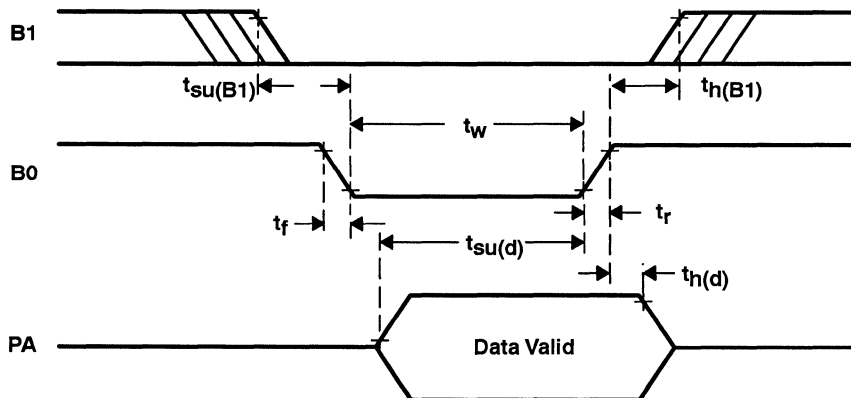 B1
tsu(B1)
th(B1)
tw
B0
tf
tr
tsu(d)
th(d)
PA
Data Valid